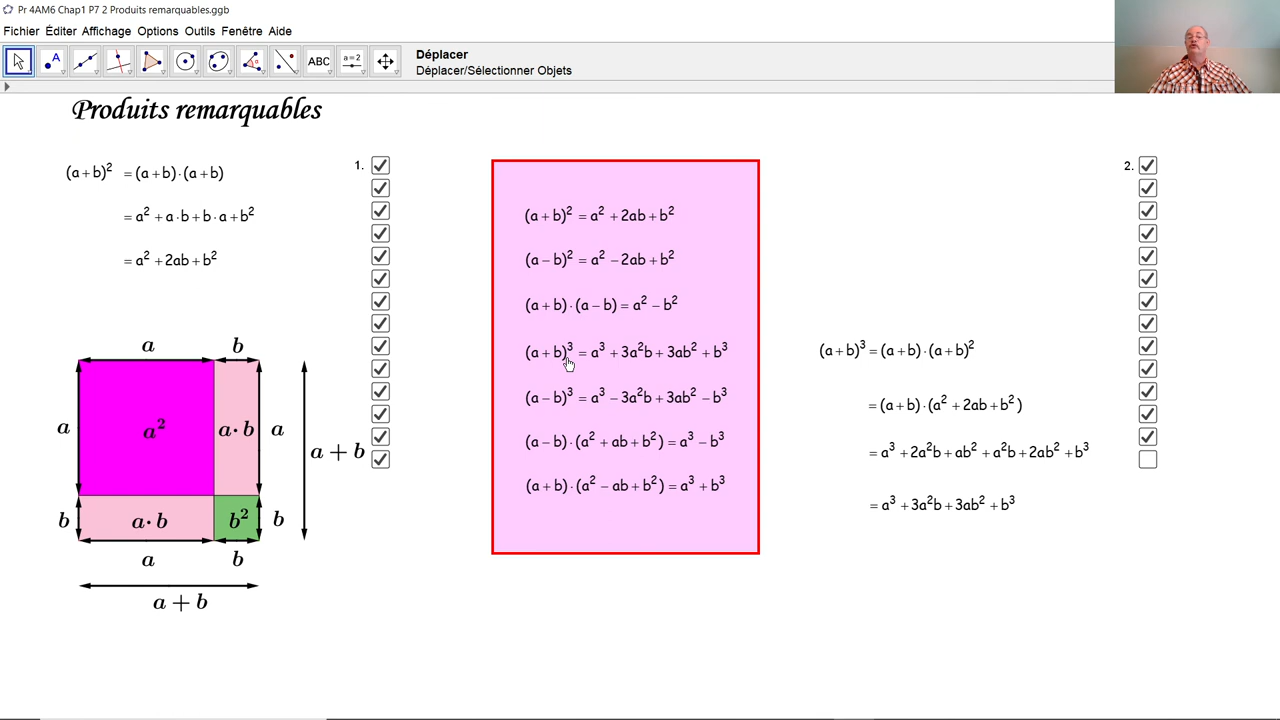 Pr 4AM6 Chap1 P7 2 Produits remarquables.ggb
Fichier Éditer Affichage Options Outils Fenêtre Aide
A
ABC
a=2
Déplacer
Déplacer/Sélectionner Objets
Produits remarquables
(a+b)² = (a+b)·(a+b)
= a² + a·b + b·a + b²
= a² + 2ab + b²
1.
a b
a a² a·b a a+b
b a·b b² b
a b
a+b
(a+b)² = a² + 2ab + b²
(a−b)² = a² − 2ab + b²
(a+b)·(a−b) = a² − b²
(a+b)³ = a³ + 3a²b + 3ab² + b³
(a−b)³ = a³ − 3a²b + 3ab² − b³
(a−b)·(a² + ab + b²) = a³ − b³
(a+b)·(a² − ab + b²) = a³ + b³
(a+b)³ = (a+b)·(a+b)²
= (a+b)·(a² + 2ab + b²)
= a³ + 2a²b + ab² + a²b + 2ab² + b³
= a³ + 3a²b + 3ab² + b³
2.